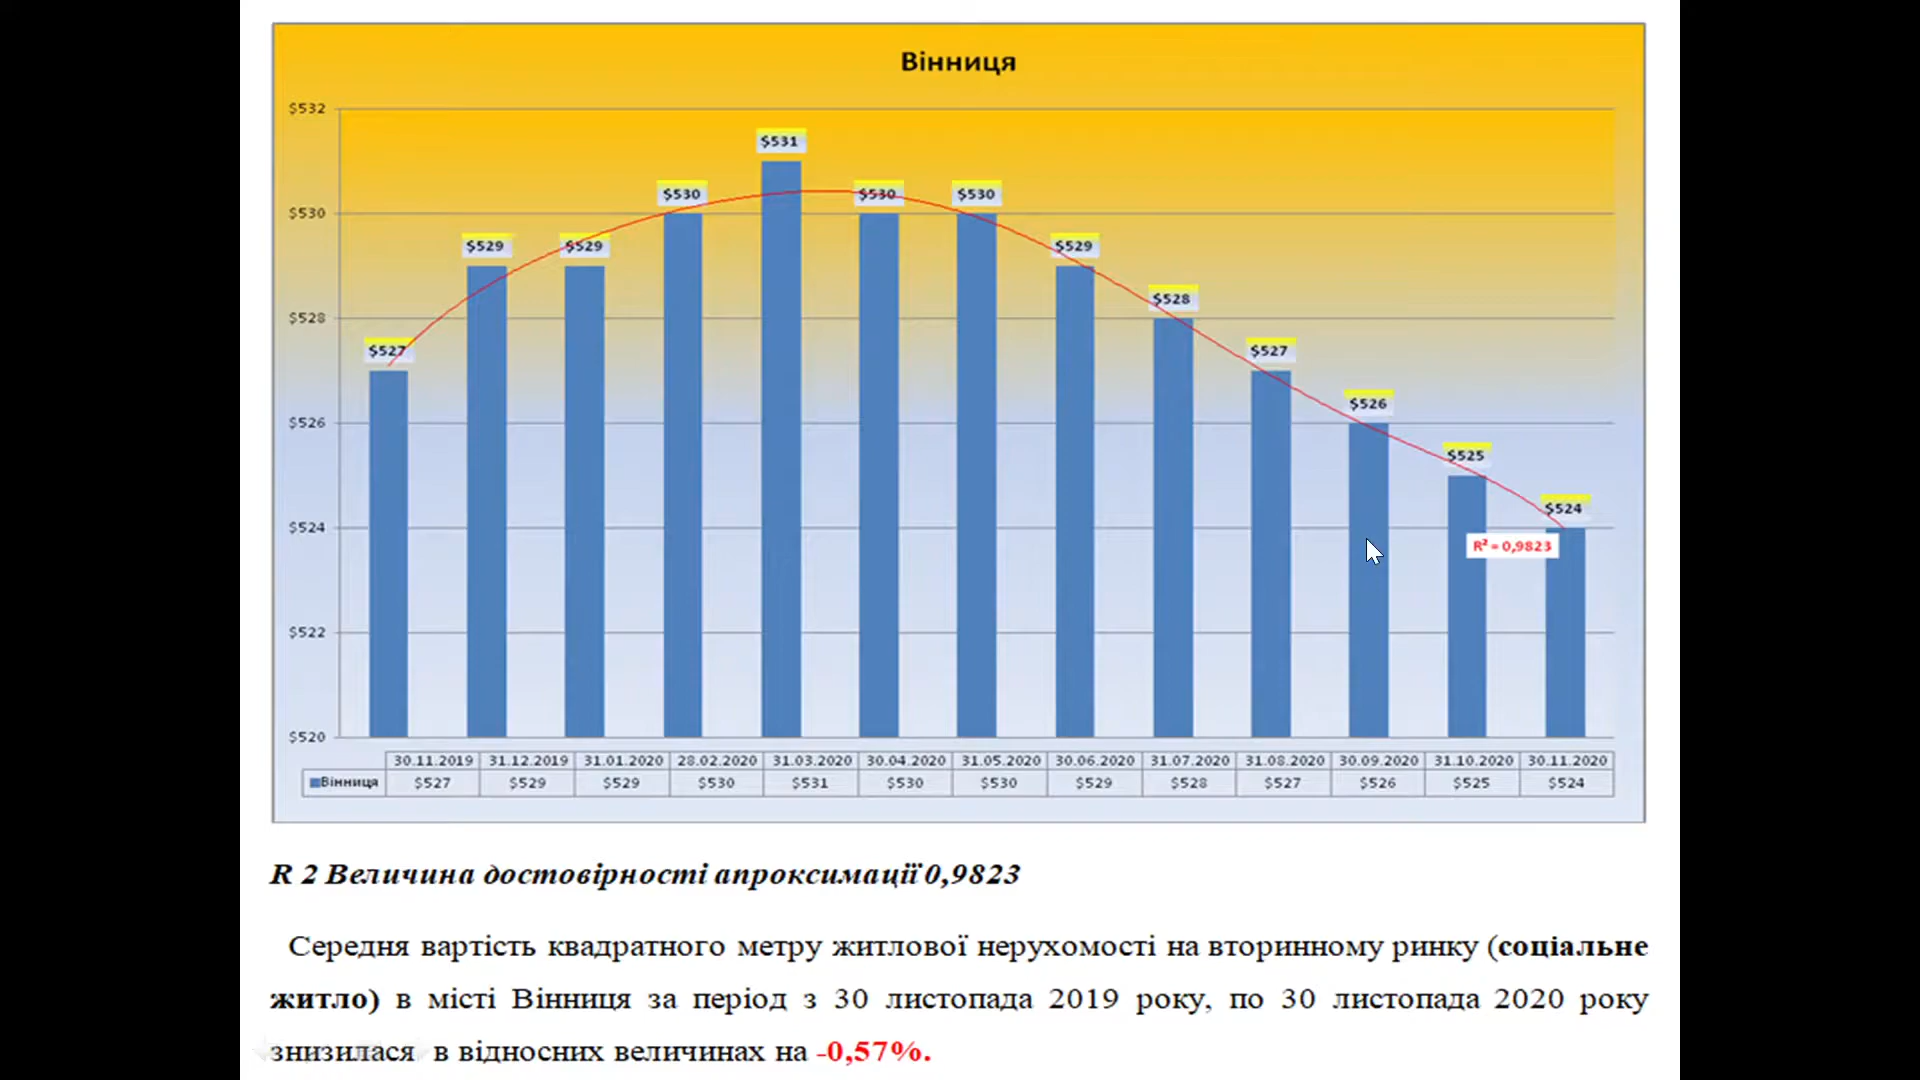 Вінниця
$532
$531
$530 $530 $530
$530
$529 $529 $529
$528
$528
$527 $527
$526
$526
$525
$524
$524
R² = 0,9823
$522
$520
30.11.2019 31.12.2019 31.01.2020 28.02.2020 31.03.2020 30.04.2020 31.05.2020 30.06.2020 31.07.2020 31.08.2020 30.09.2020 31.10.2020 30.11.2020
Вінниця $527 $529 $529 $530 $531 $530 $530 $529 $528 $527 $526 $525 $524
R 2 Величина достовірності апроксимації 0,9823
Середня вартість квадратного метру житлової нерухомості на вторинному ринку (соціальне
житло) в місті Вінниця за період з 30 листопада 2019 року, по 30 листопада 2020 року
знизилася в відносних величинах на -0,57%.